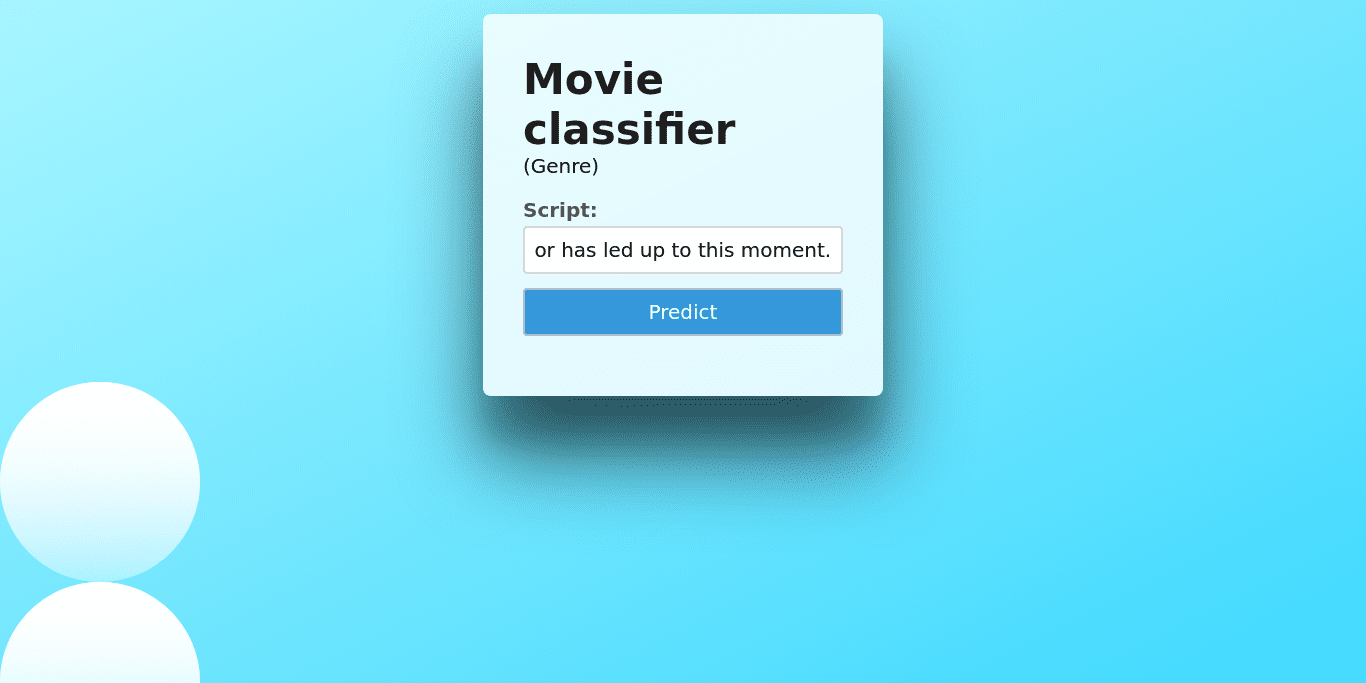 Movie
classifier
(Genre)
Script:
or has led up to this moment.
Predict